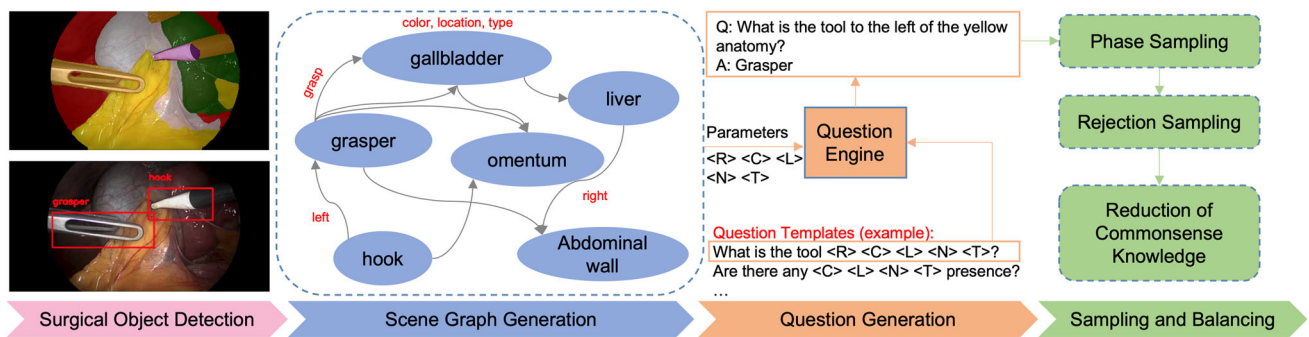 hook
grasper
color, location, type
gallbladder
grasp
liver
grasper
omentum
right
left
hook
Abdominal
wall
Q: What is the tool to the left of the yellow
anatomy?
A: Grasper
Parameters
<R> <C> <L>
<N> <T>
Question
Engine
Question Templates (example):
What is the tool <R> <C> <L> <N> <T>?
Are there any <C> <L> <N> <T> presence?
...
Phase Sampling
Rejection Sampling
Reduction of
Commonsense
Knowledge
Surgical Object Detection
Scene Graph Generation
Question Generation
Sampling and Balancing